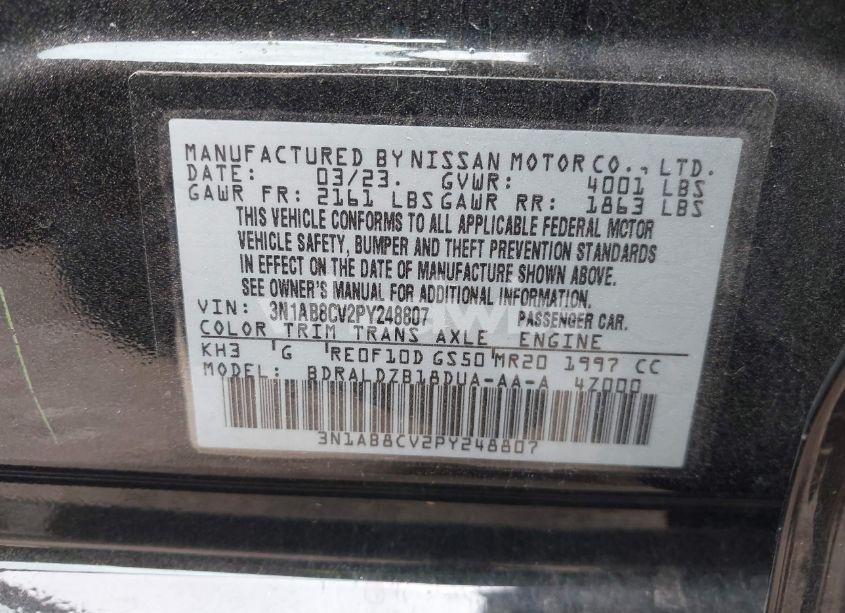 MANUFACTURED BY NISSAN MOTOR CO., LTD.
DATE: 03/23. GVWR: 4001 LBS
GAWR FR: 2161 LBS GAWR RR: 1863 LBS
THIS VEHICLE CONFORMS TO ALL APPLICABLE FEDERAL MOTOR
VEHICLE SAFETY, BUMPER AND THEFT PREVENTION STANDARDS
IN EFFECT ON THE DATE OF MANUFACTURE SHOWN ABOVE.
SEE OWNER'S MANUAL FOR ADDITIONAL INFORMATION.
VIN: 3N1AB8CV2PY248807 PASSENGER CAR.
COLOR TRIM TRANS AXLE ENGINE
KH3 G RE0F10D GS50 MR20 1997 CC
MODEL: BDRALDZB18DUA-AA-A 4Z000
3N1AB8CV2PY248807